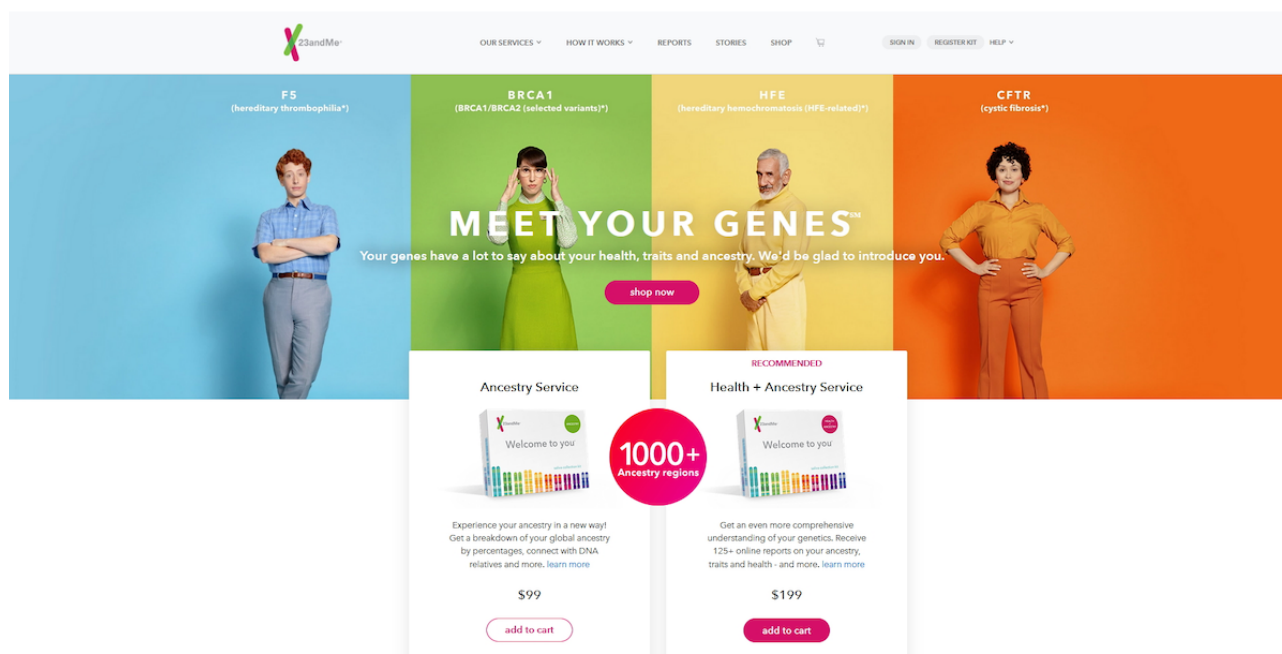 23andMe
OUR SERVICES
HOW IT WORKS
REPORTS
STORIES
SHOP
SIGN IN
REGISTER KIT
HELP
F5
(hereditary thrombophilia*)
BRCA1
(BRCA1/BRCA2 (selected variants)*)
HFE
(hereditary hemochromatosis (HFE-related)*)
CFTR
(cystic fibrosis*)
MEET YOUR GENES℠
Your genes have a lot to say about your health, traits and ancestry. We'd be glad to introduce you.
shop now
Ancestry Service
23andMe
Welcome to you
Experience your ancestry in a new way!
Get a breakdown of your global ancestry
by percentages, connect with DNA
relatives and more. learn more
$99
add to cart
1000+
Ancestry regions
RECOMMENDED
Health + Ancestry Service
23andMe
Welcome to you
Get an even more comprehensive
understanding of your genetics. Receive
125+ online reports on your ancestry,
traits and health - and more. learn more
$199
add to cart